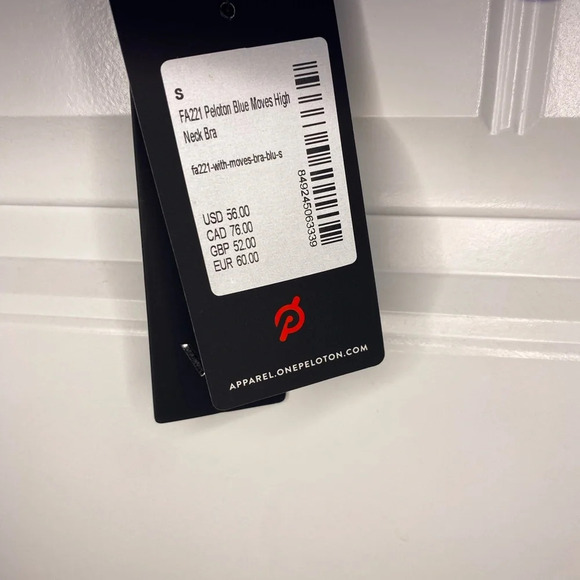 S
FA221 Peloton Blue Moves High
Neck Bra
fa221-with-moves-bra-blu-s
USD 56.00
CAD 76.00
GBP 52.00
EUR 60.00
849245063339
APPAREL.ONEPELOTON.COM